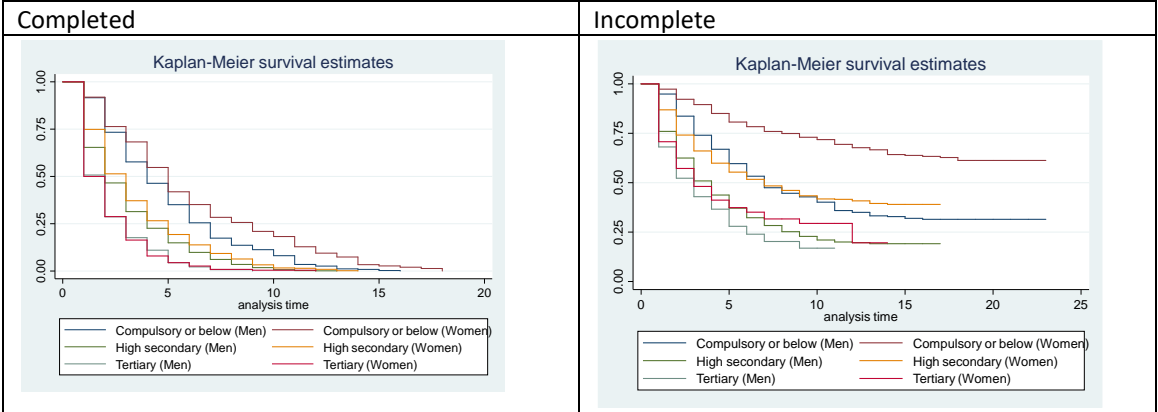 Completed
Incomplete
Kaplan-Meier survival estimates
1.00
0.75
0.50
0.25
0.00
0
5
10
15
20
analysis time
Compulsory or below (Men)
Compulsory or below (Women)
High secondary (Men)
High secondary (Women)
Tertiary (Men)
Tertiary (Women)
Kaplan-Meier survival estimates
1.00
0.75
0.50
0.25
0.00
0
5
10
15
20
25
analysis time
Compulsory or below (Men)
Compulsory or below (Women)
High secondary (Men)
High secondary (Women)
Tertiary (Men)
Tertiary (Women)